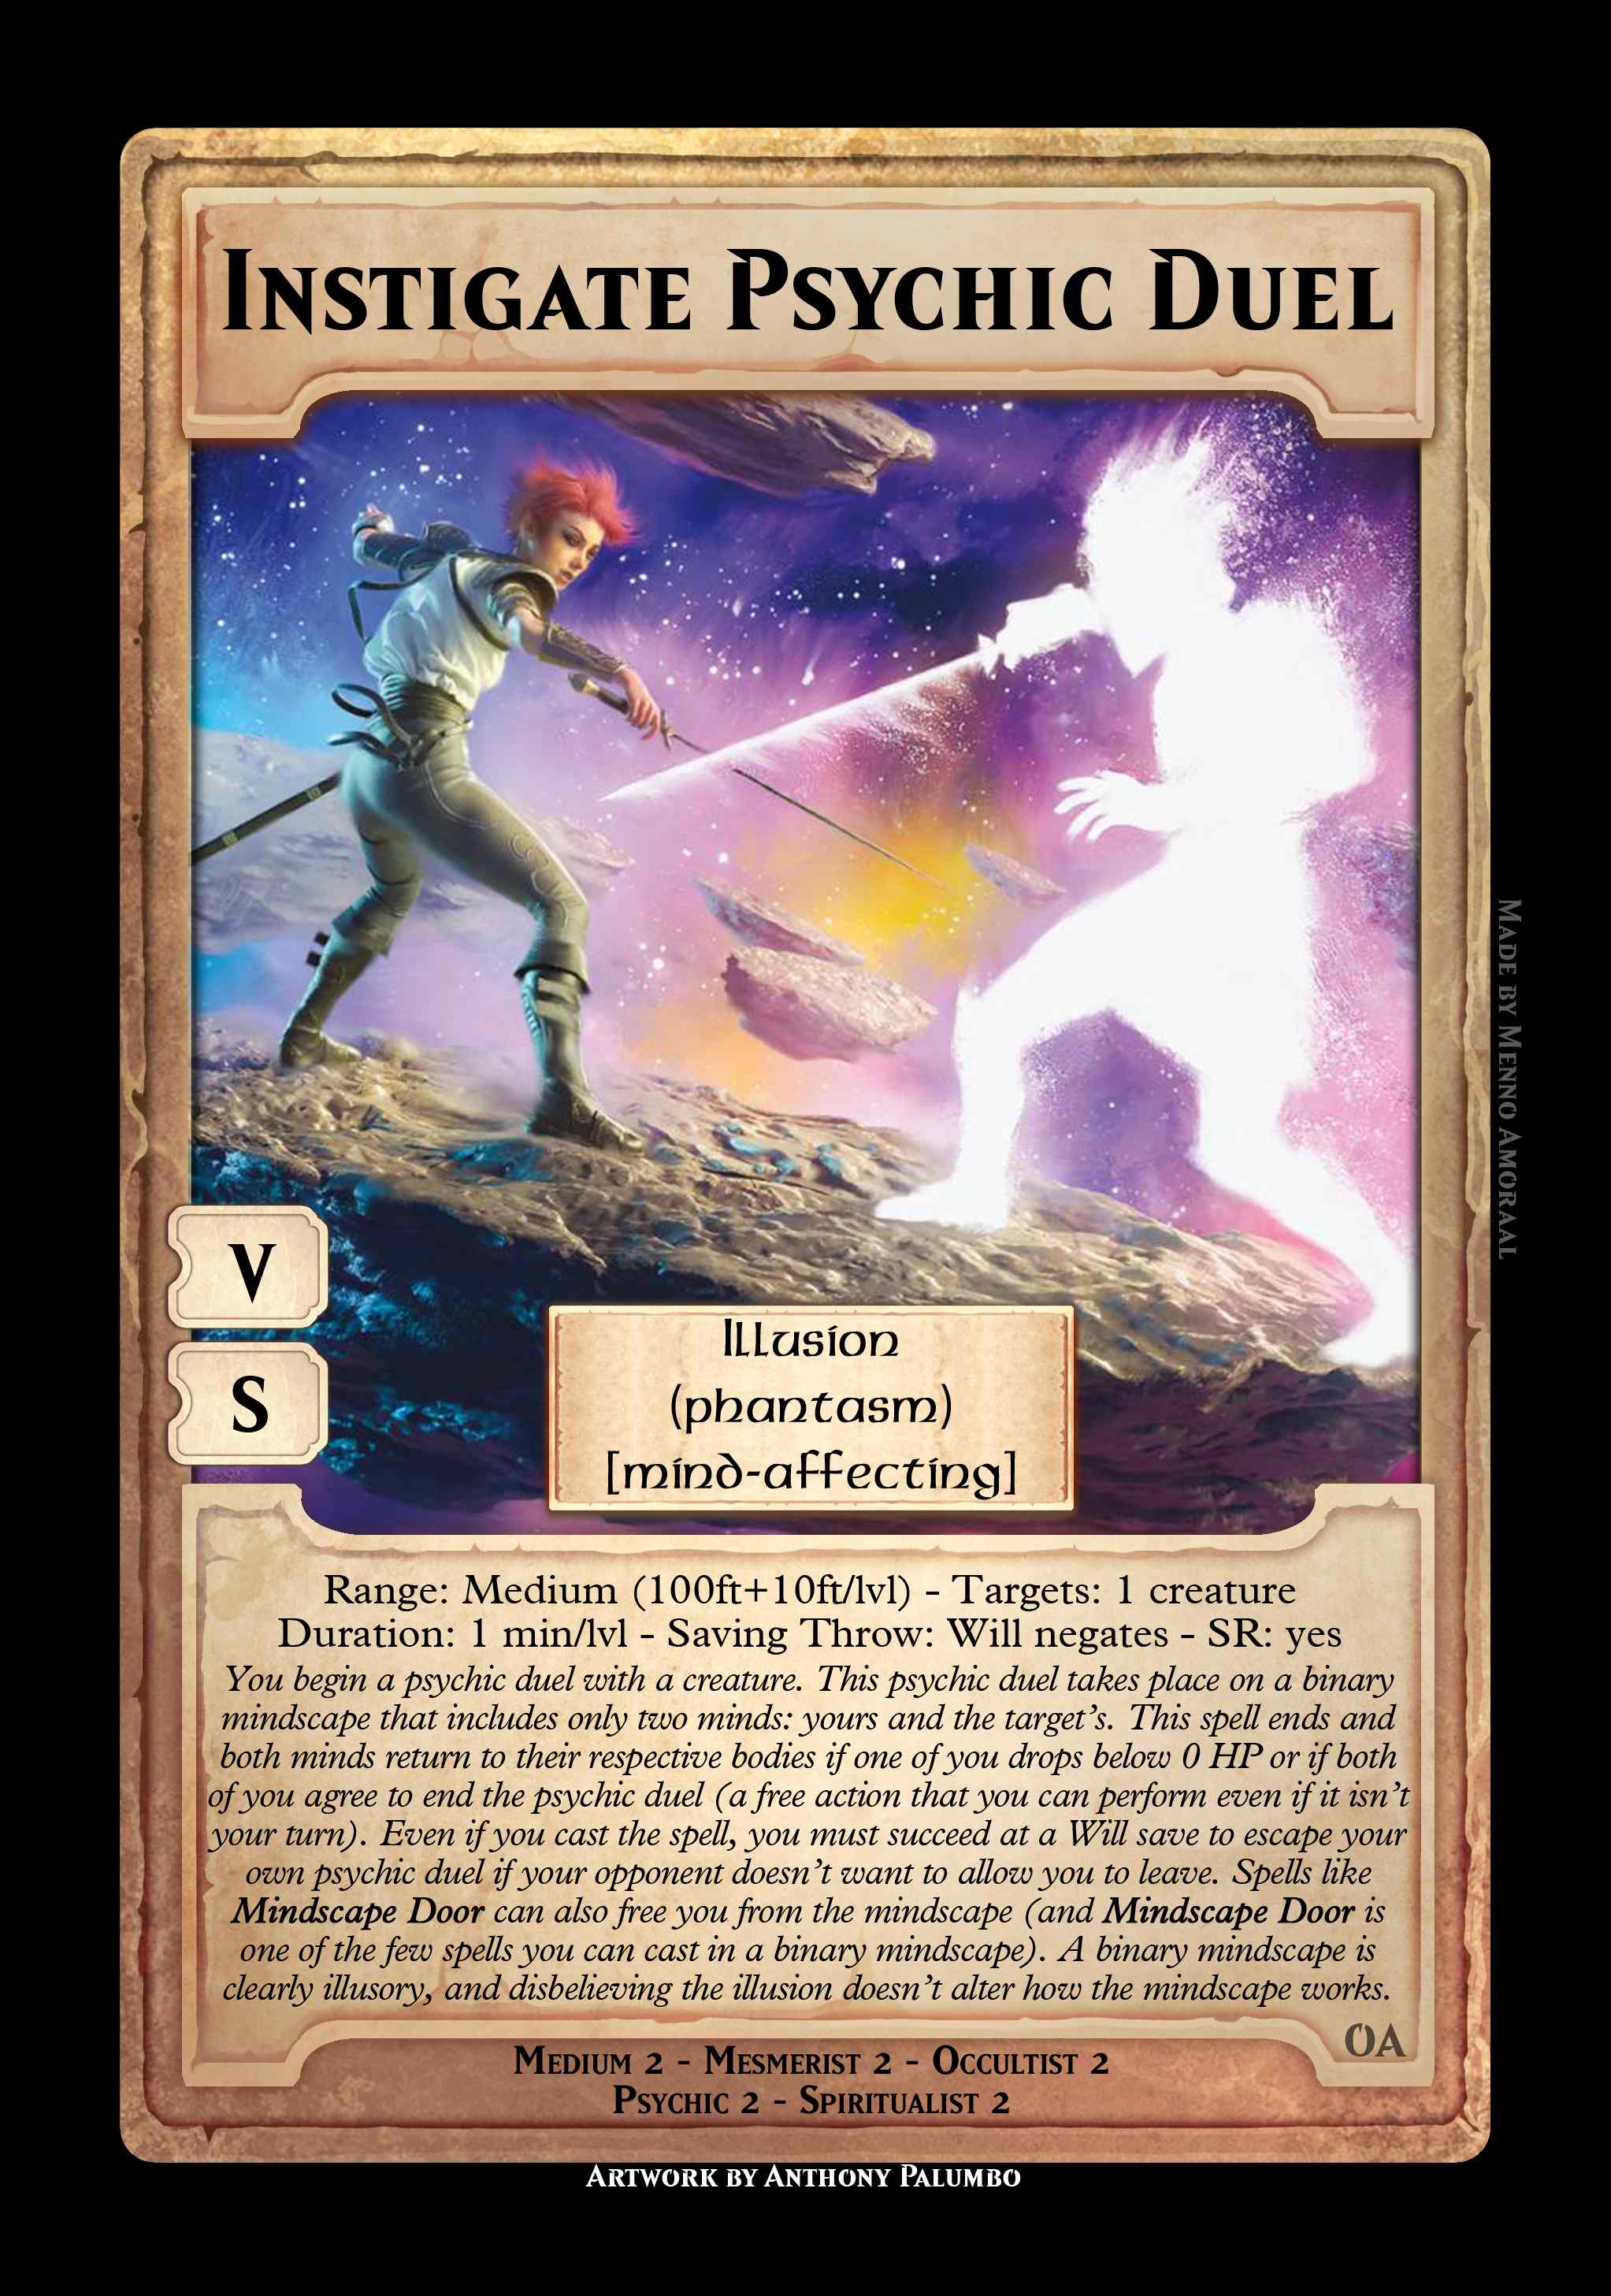 Instigate Psychic Duel
V
S
Illusion
(phantasm)
[mind-affecting]
Range: Medium (100ft+10ft/lvl) - Targets: 1 creature
Duration: 1 min/lvl - Saving Throw: Will negates - SR: yes
You begin a psychic duel with a creature. This psychic duel takes place on a binary
mindscape that includes only two minds: yours and the target's. This spell ends and
both minds return to their respective bodies if one of you drops below 0 HP or if both
of you agree to end the psychic duel (a free action that you can perform even if it isn't
your turn). Even if you cast the spell, you must succeed at a Will save to escape your
own psychic duel if your opponent doesn't want to allow you to leave. Spells like
Mindscape Door can also free you from the mindscape (and Mindscape Door is
one of the few spells you can cast in a binary mindscape). A binary mindscape is
clearly illusory, and disbelieving the illusion doesn't alter how the mindscape works.
OA
Medium 2 - Mesmerist 2 - Occultist 2
Psychic 2 - Spiritualist 2
Artwork by Anthony Palumbo
Made by Menno Amoraal